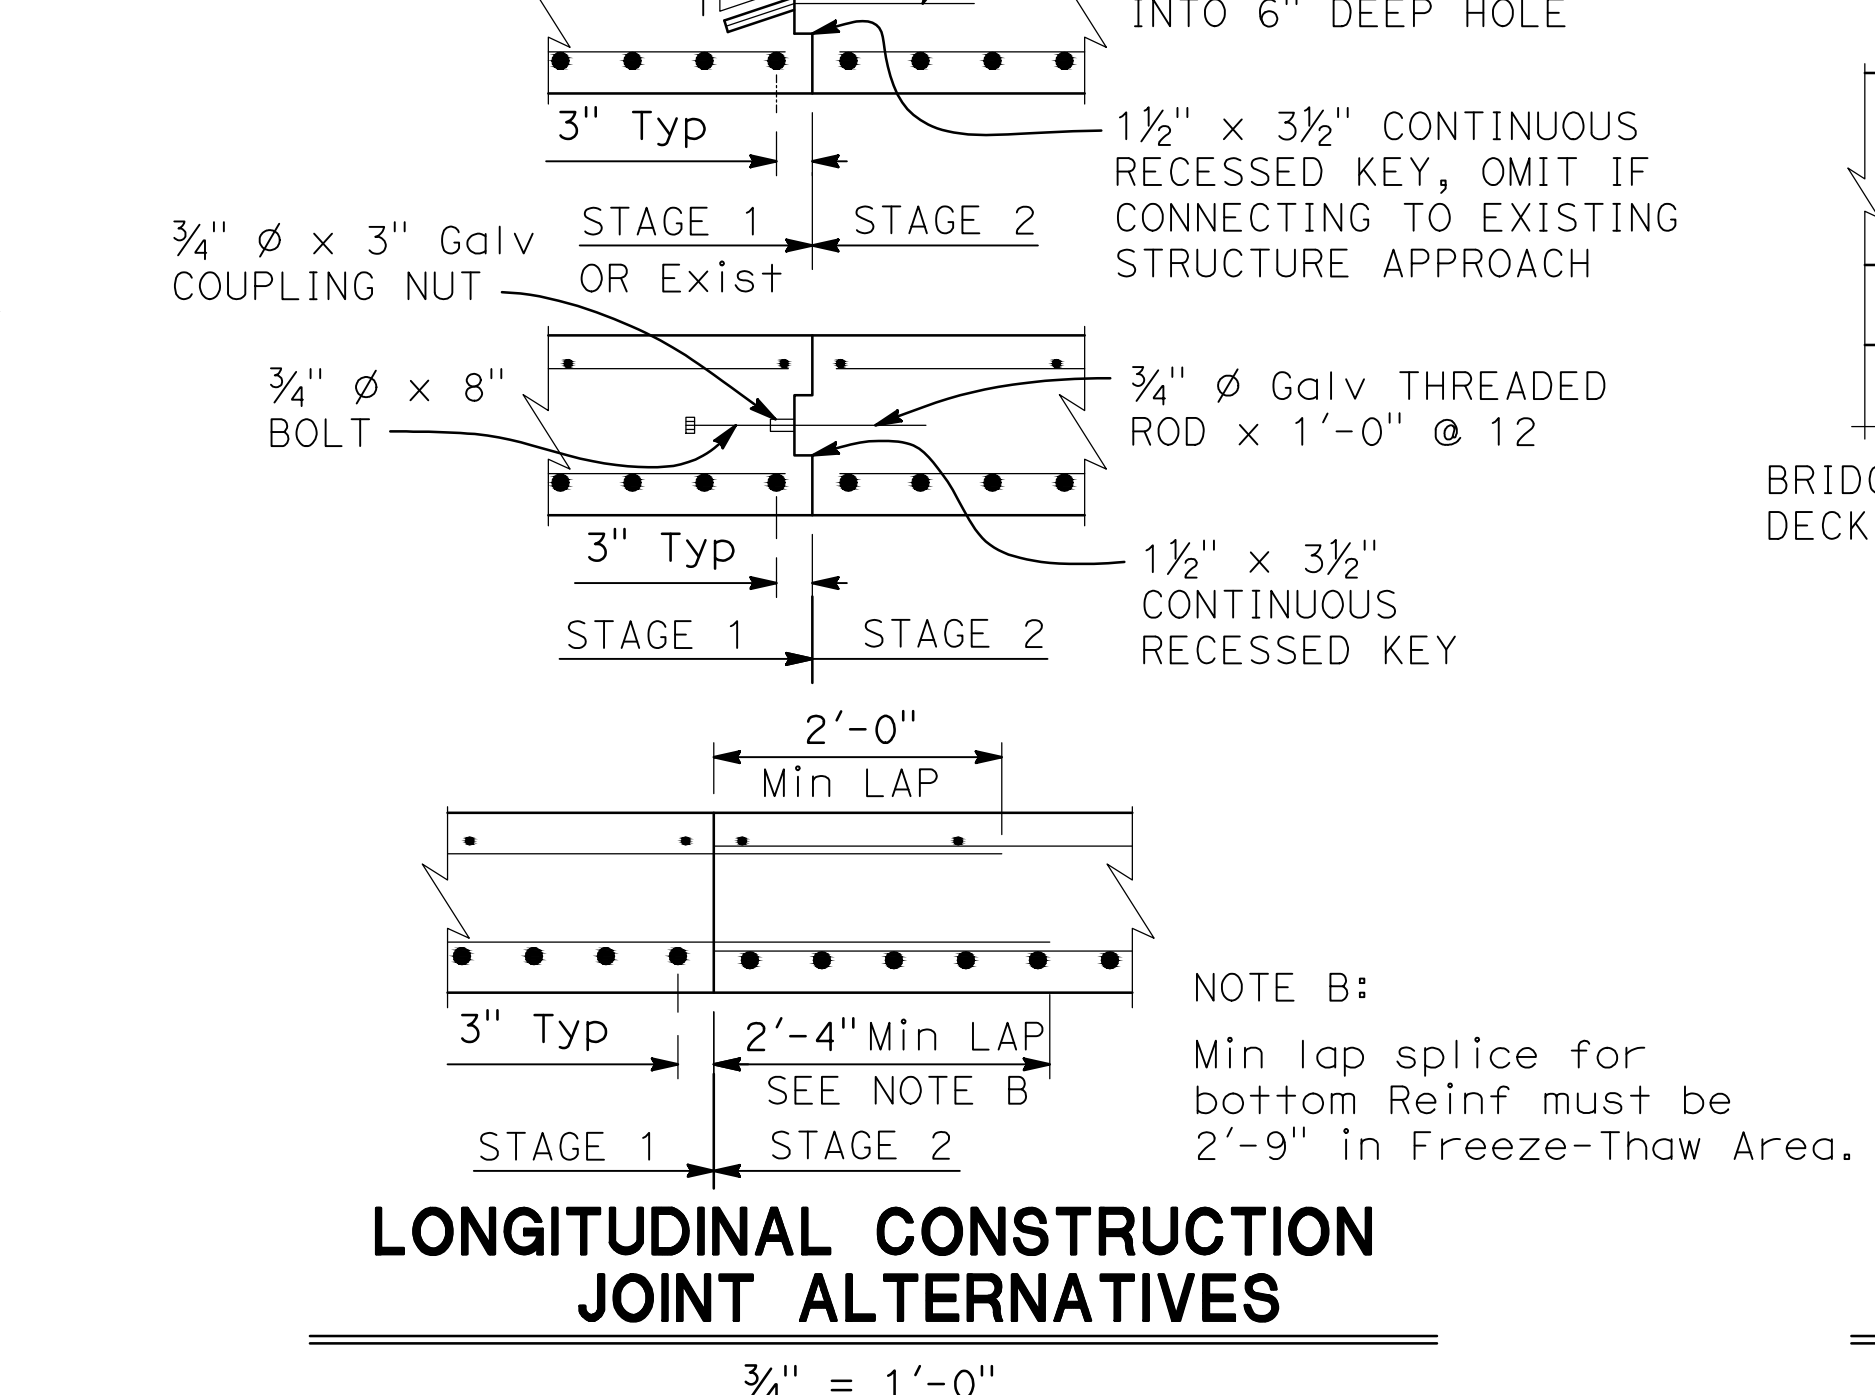 INTO 6" DEEP HOLE
3" Typ
1½" x 3½" CONTINUOUS
RECESSED KEY, OMIT IF
CONNECTING TO EXISTING
STRUCTURE APPROACH
STAGE 1
STAGE 2
OR Exist
¾" Ø x 3" Galv
COUPLING NUT
¾" Ø x 8"
BOLT
¾" Ø Galv THREADED
ROD x 1'-0" @ 12
BRIDG
DECK
3" Typ
1½" x 3½"
CONTINUOUS
RECESSED KEY
STAGE 1
STAGE 2
2'-0"
Min LAP
3" Typ
2'-4" Min LAP
SEE NOTE B
STAGE 1
STAGE 2
NOTE B:
Min lap splice for
bottom Reinf must be
2'-9" in Freeze-Thaw Area.
LONGITUDINAL CONSTRUCTION
JOINT ALTERNATIVES
¾" = 1'-0"